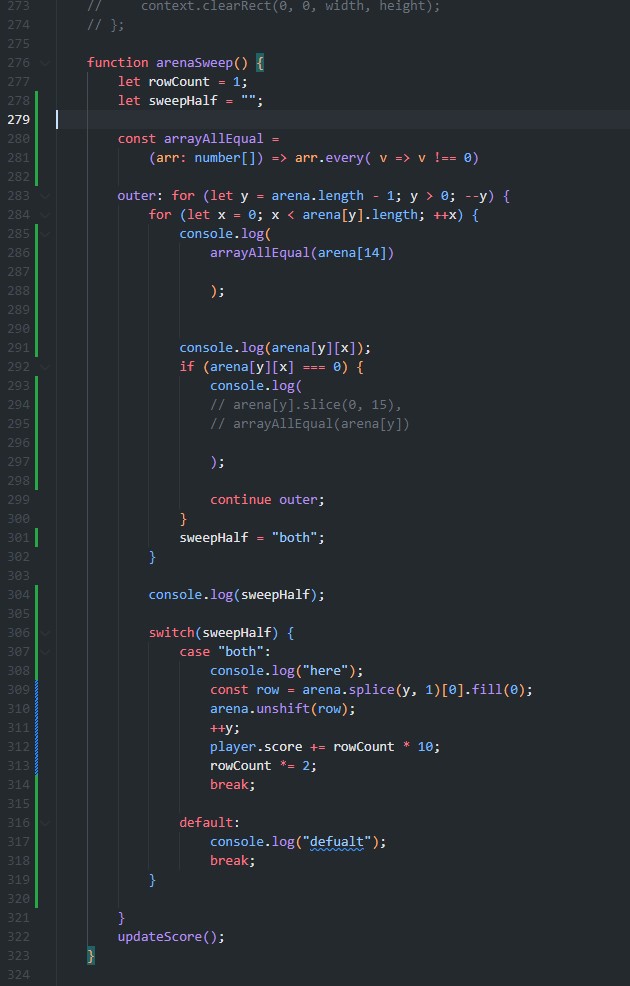 273 //     context.clearRect(0, 0, width, height);
274 // };
275
276 function arenaSweep() {
277     let rowCount = 1;
278     let sweepHalf = "";
279
280     const arrayAllEqual =
281         (arr: number[]) => arr.every( v => v !== 0)
282
283     outer: for (let y = arena.length - 1; y > 0; --y) {
284         for (let x = 0; x < arena[y].length; ++x) {
285             console.log(
286                 arrayAllEqual(arena[14])
287
288                 );
289
290
291             console.log(arena[y][x]);
292             if (arena[y][x] === 0) {
293                 console.log(
294                 // arena[y].slice(0, 15),
295                 // arrayAllEqual(arena[y])
296
297                 );
298
299                 continue outer;
300             }
301             sweepHalf = "both";
302         }
303
304         console.log(sweepHalf);
305
306         switch(sweepHalf) {
307             case "both":
308                 console.log("here");
309                 const row = arena.splice(y, 1)[0].fill(0);
310                 arena.unshift(row);
311                 ++y;
312                 player.score += rowCount * 10;
313                 rowCount *= 2;
314                 break;
315
316             default:
317                 console.log("defualt");
318                 break;
319         }
320
321     }
322     updateScore();
323 }
324